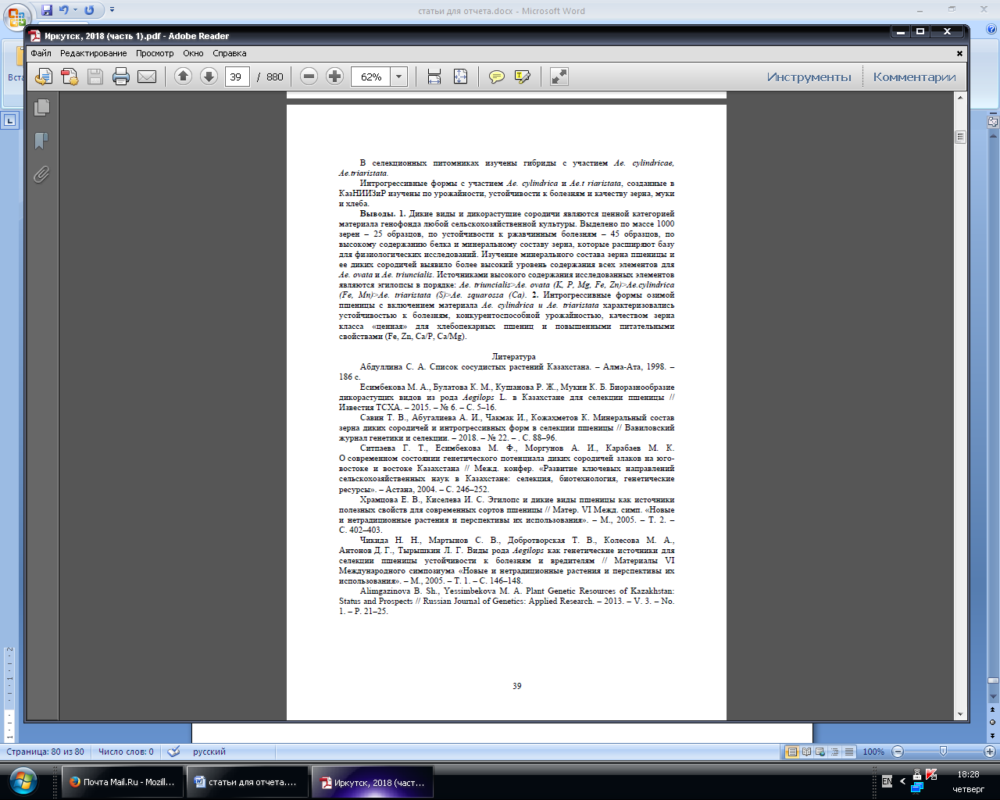 статьи для отчета.docx - Microsoft Word
Иркутск, 2018 (часть 1).pdf - Adobe Reader
Файл Редактирование Просмотр Окно Справка
Вста
39 / 880 62% Инструменты Комментарии
В селекционных питомниках изучены гибриды с участием Ae. cylindricae,
Ae.triaristata.
Интрогрессивные формы с участием Ae. cylindrica и Ae.t riaristata, созданные в
КазНИИЗиР изучены по урожайности, устойчивости к болезням и качеству зерна, муки
и хлеба.
Выводы. 1. Дикие виды и дикорастущие сородичи являются ценной категорией
материала генофонда любой сельскохозяйственной культуры. Выделено по массе 1000
зерен – 25 образцов, по устойчивости к ржавчинным болезням – 45 образцов, по
высокому содержанию белка и минеральному составу зерна, которые расширяют базу
для физиологических исследований. Изучение минерального состава зерна пшеницы и
ее диких сородичей выявило более высокий уровень содержания всех элементов для
Ae. ovata и Ae. triuncialis. Источниками высокого содержания исследованных элементов
являются эгилопсы в порядке: Ae. triuncialis>Ae. ovata (K, P, Mg, Fe, Zn)>Ae.cylindrica
(Fe, Mn)>Ae. triaristata (S)>Ae. squarossa (Ca). 2. Интрогрессивные формы озимой
пшеницы с включением материала Ae. cylindrica и Ae. triaristata характеризовались
устойчивостью к болезням, конкурентоспособной урожайностью, качеством зерна
класса «ценная» для хлебопекарных пшениц и повышенными питательными
свойствами (Fe, Zn, Ca/P, Ca/Mg).
Литература
Абдуллина С. А. Список сосудистых растений Казахстана. – Алма-Ата, 1998. –
186 с.
Есимбекова М. А., Булатова К. М., Кушанова Р. Ж., Мукин К. Б. Биоразнообразие
дикорастущих видов из рода Aegilops L. в Казахстане для селекции пшеницы //
Известия ТСХА. – 2015. – № 6. – С. 5–16.
Савин Т. В., Абугалиева А. И., Чакмак И., Кожахметов К. Минеральный состав
зерна диких сородичей и интрогрессивных форм в селекции пшеницы // Вавиловский
журнал генетики и селекции. – 2018. – № 22. – . С. 88–96.
Ситпаева Г. Т., Есимбекова М. Ф., Моргунов А. И., Карабаев М. К.
О современном состоянии генетического потенциала диких сородичей злаков на юго-
востоке и востоке Казахстана // Межд. конфер. «Развитие ключевых направлений
сельскохозяйственных наук в Казахстане: селекция, биотехнология, генетические
ресурсы». – Астана, 2004. – С. 246–252.
Храмцова Е. В., Киселева И. С. Эгилопс и дикие виды пшеницы как источники
полезных свойств для современных сортов пшеницы // Матер. VI Межд. симп. «Новые
и нетрадиционные растения и перспективы их использования». – М., 2005. – Т. 2. –
С. 402–403.
Чикида Н. Н., Мартынов С. В., Добротворская Т. В., Колесова М. А.,
Антонов Д. Г., Тырышкин Л. Г. Виды рода Aegilops как генетические источники для
селекции пшеницы устойчивости к болезням и вредителям // Материалы VI
Международного симпозиума «Новые и нетрадиционные растения и перспективы их
использования». – М., 2005. – Т. 1. – С. 146–148.
Alimgazinova B. Sh., Yessimbekova M. A. Plant Genetic Resources of Kazakhstan:
Status and Prospects // Russian Journal of Genetics: Applied Research. – 2013. – V. 3. – No.
1. – P. 21–25.
39
Страница: 80 из 80 Число слов: 0 русский 100%
Почта Mail.Ru - Mozill... статьи для отчета.... Иркутск, 2018 (част... EN 18:28
четверг